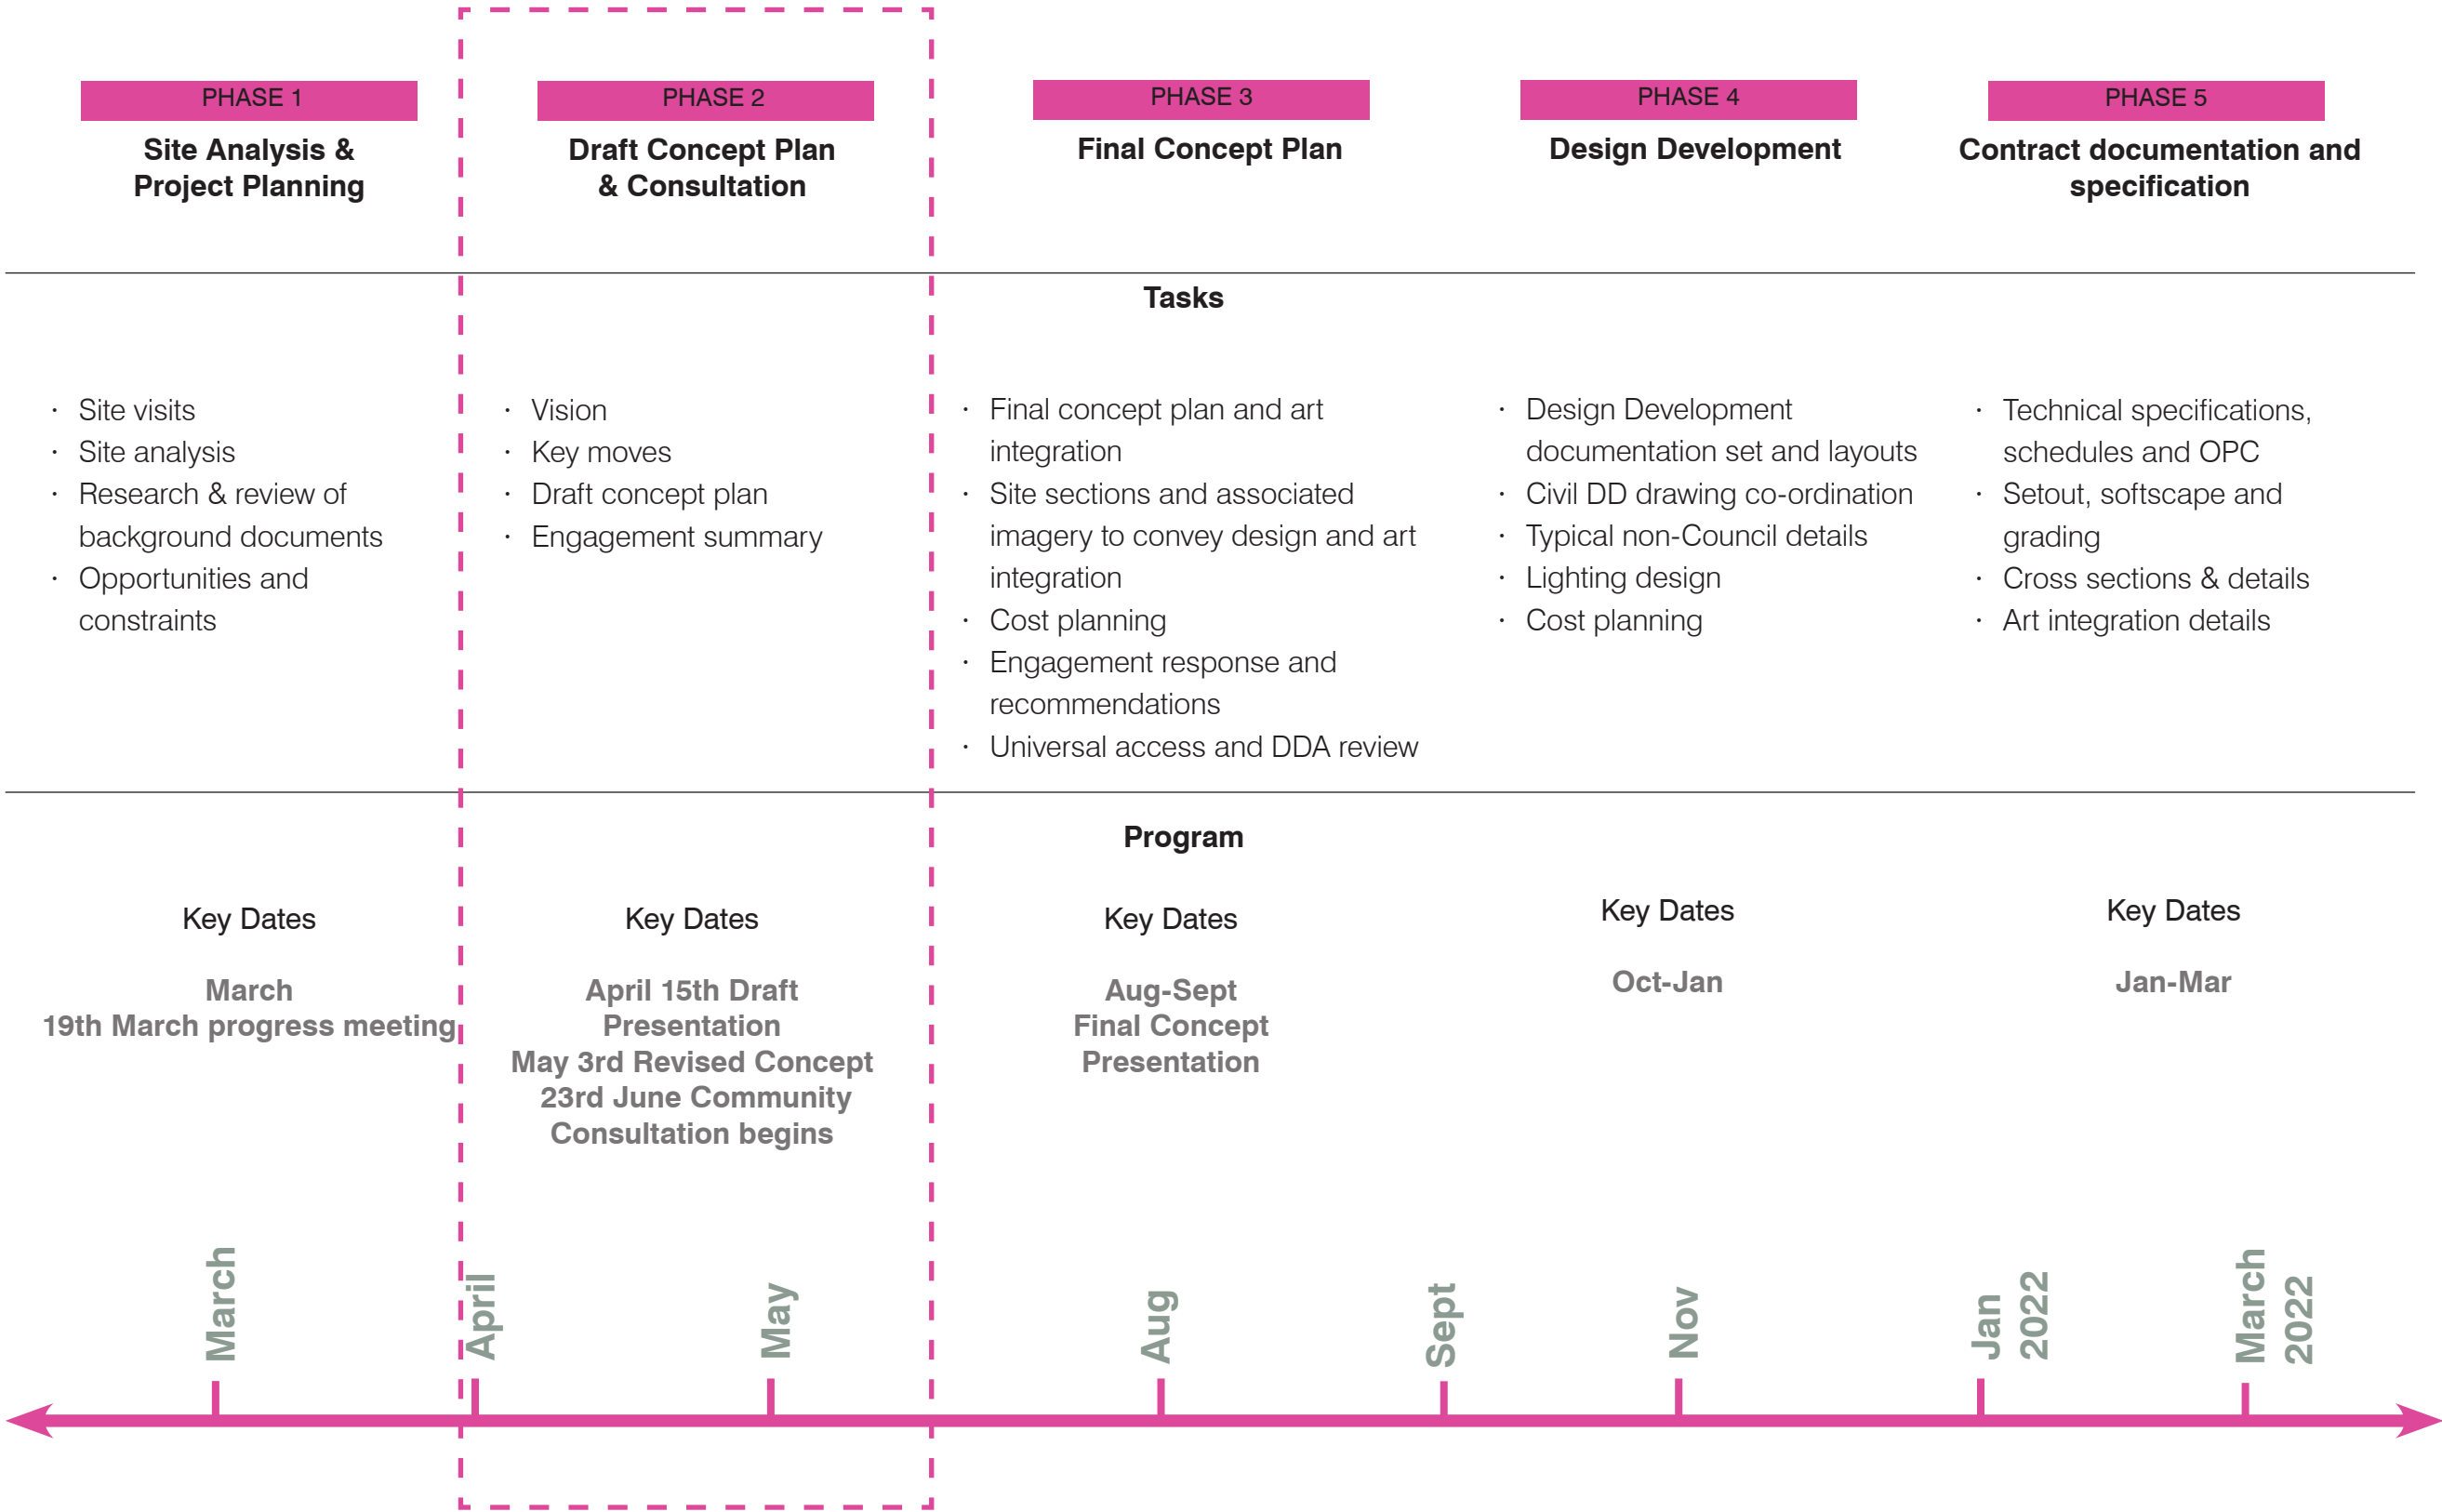 PHASE 1
Site Analysis &
Project Planning
PHASE 2
Draft Concept Plan
& Consultation
PHASE 3
Final Concept Plan
PHASE 4
Design Development
PHASE 5
Contract documentation and
specification
Tasks
· Site visits
· Site analysis
· Research & review of
background documents
· Opportunities and
constraints
· Vision
· Key moves
· Draft concept plan
· Engagement summary
· Final concept plan and art
integration
· Site sections and associated
imagery to convey design and art
integration
· Cost planning
· Engagement response and
recommendations
· Universal access and DDA review
· Design Development
documentation set and layouts
· Civil DD drawing co-ordination
· Typical non-Council details
· Lighting design
· Cost planning
· Technical specifications,
schedules and OPC
· Setout, softscape and
grading
· Cross sections & details
· Art integration details
Program
Key Dates
March
19th March progress meeting
Key Dates
April 15th Draft
Presentation
May 3rd Revised Concept
23rd June Community
Consultation begins
Key Dates
Aug-Sept
Final Concept
Presentation
Key Dates
Oct-Jan
Key Dates
Jan-Mar
March
April
May
Aug
Sept
Nov
Jan
2022
March
2022